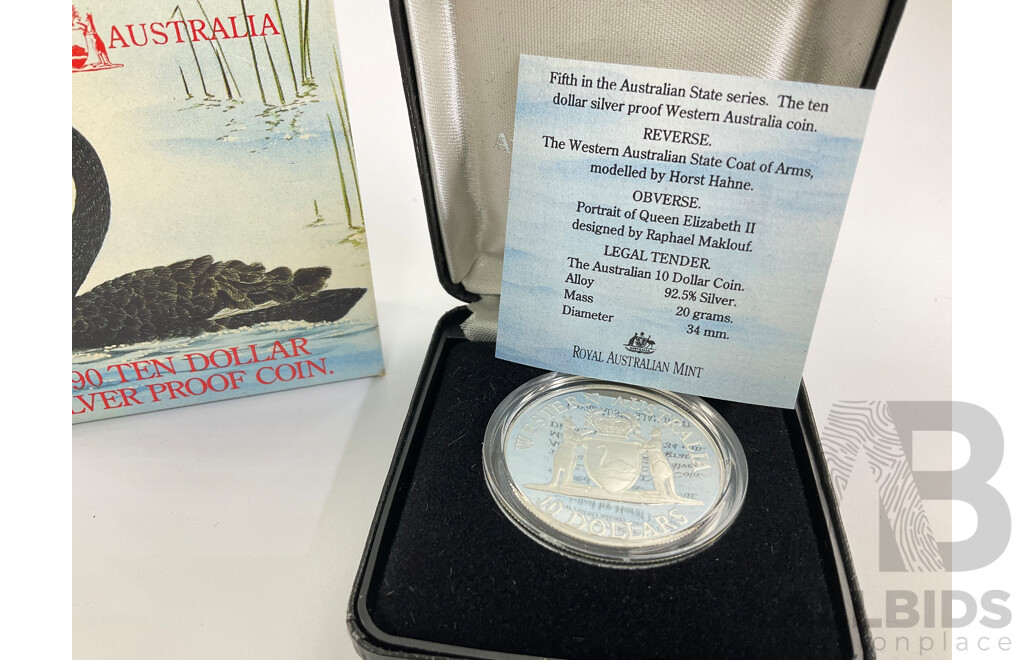 AUSTRALIA
90 TEN DOLLAR
LVER PROOF COIN.
Fifth in the Australian State series. The ten
dollar silver proof Western Australia coin.
REVERSE.
The Western Australian State Coat of Arms,
modelled by Horst Hahne.
OBVERSE.
Portrait of Queen Elizabeth II
designed by Raphael Maklouf.
LEGAL TENDER.
The Australian 10 Dollar Coin.
Alloy 92.5% Silver.
Mass 20 grams.
Diameter 34 mm.
ROYAL AUSTRALIAN MINT
WESTERN AUSTRALIA
10 DOLLARS
AB
LLBIDS
onplace